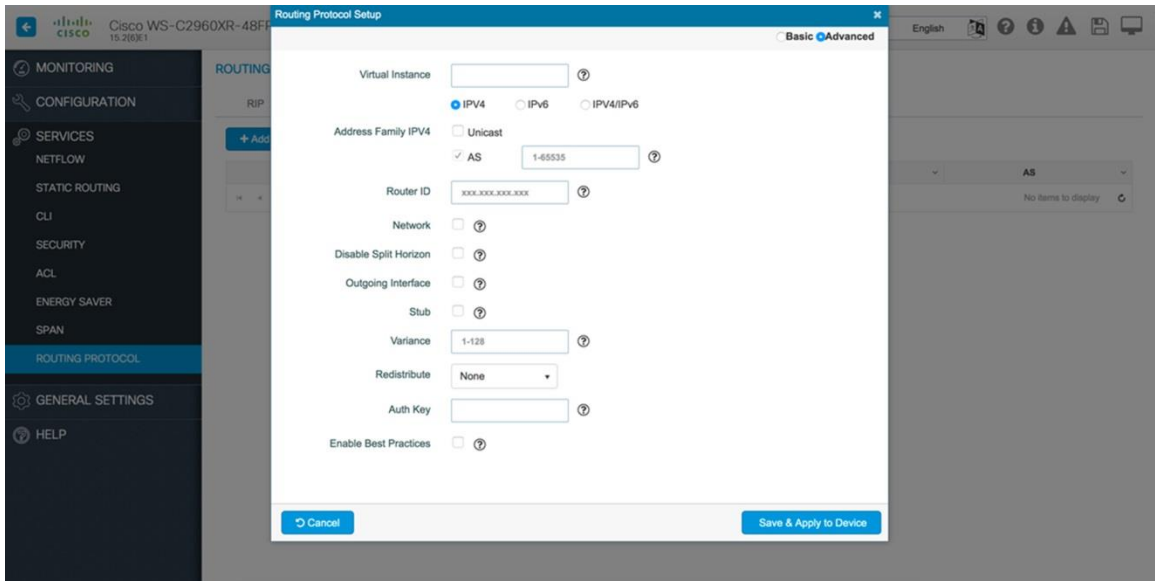 Routing Protocol Setup
Basic Advanced
CISCO
Cisco WS-C2960XR-48FP
15.2(6)E1
English
MONITORING
CONFIGURATION
SERVICES
NETFLOW
STATIC ROUTING
CLI
SECURITY
ACL
ENERGY SAVER
SPAN
ROUTING PROTOCOL
GENERAL SETTINGS
HELP
ROUTING
RIP
+ Add
Virtual Instance
IPV4 IPv6 IPV4/IPv6
Address Family IPV4 Unicast
AS 1-65535
Router ID xxx.xxx.xxx.xxx
Network
Disable Split Horizon
Outgoing Interface
Stub
Variance 1-128
Redistribute None
Auth Key
Enable Best Practices
Cancel Save & Apply to Device
AS
No items to display